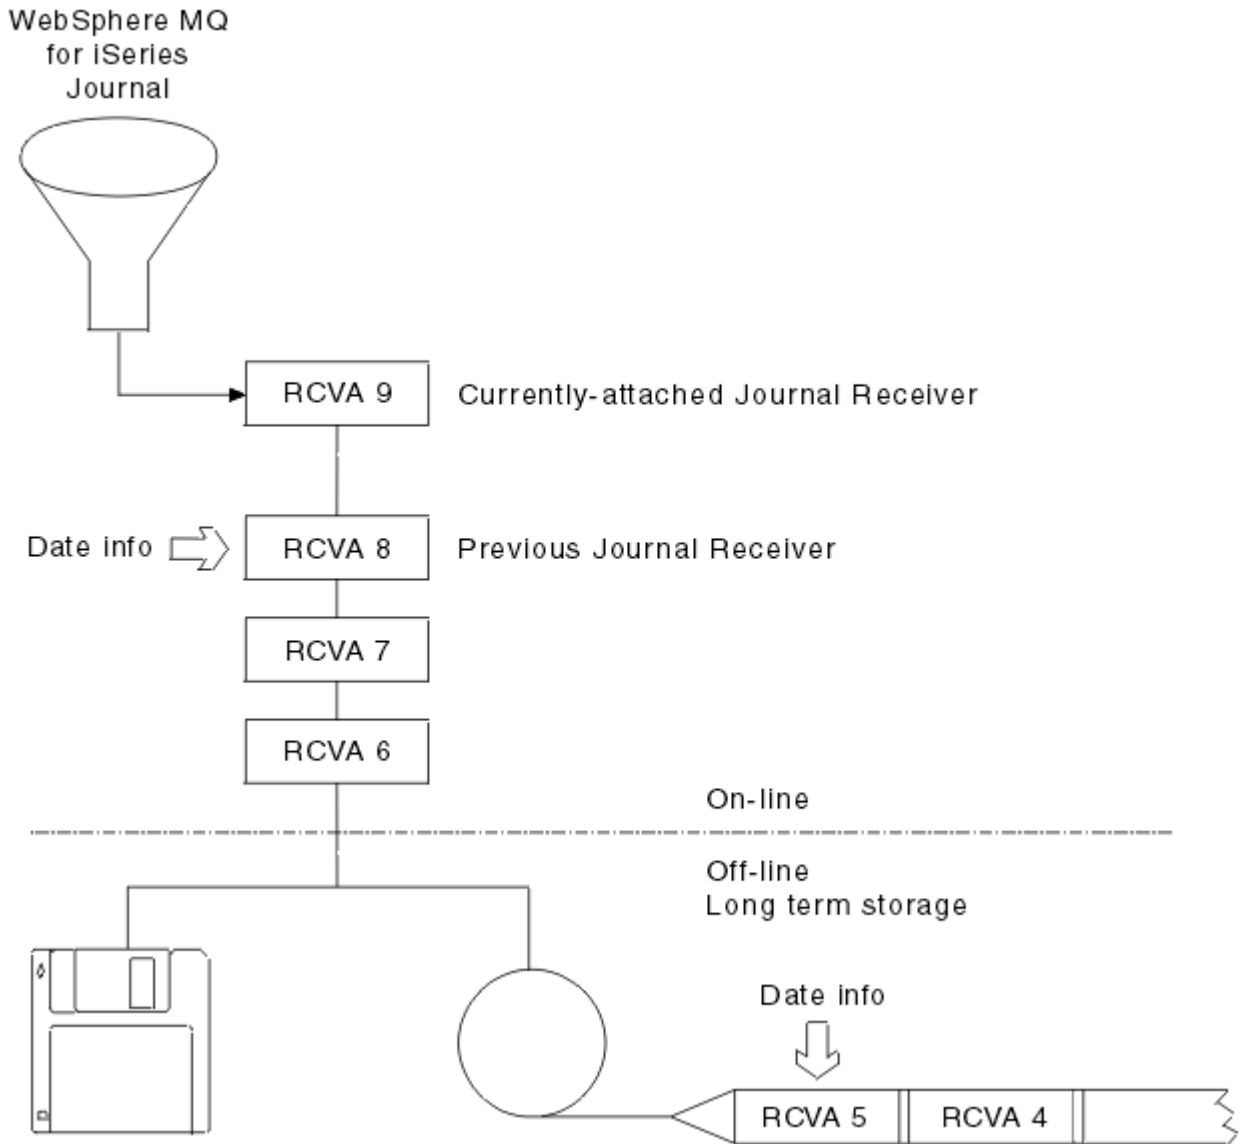 WebSphere MQ
for iSeries
Journal
RCVA 9
Currently-attached Journal Receiver
Date info
RCVA 8
Previous Journal Receiver
RCVA 7
RCVA 6
On-line
Off-line
Long term storage
Date info
RCVA 5
RCVA 4